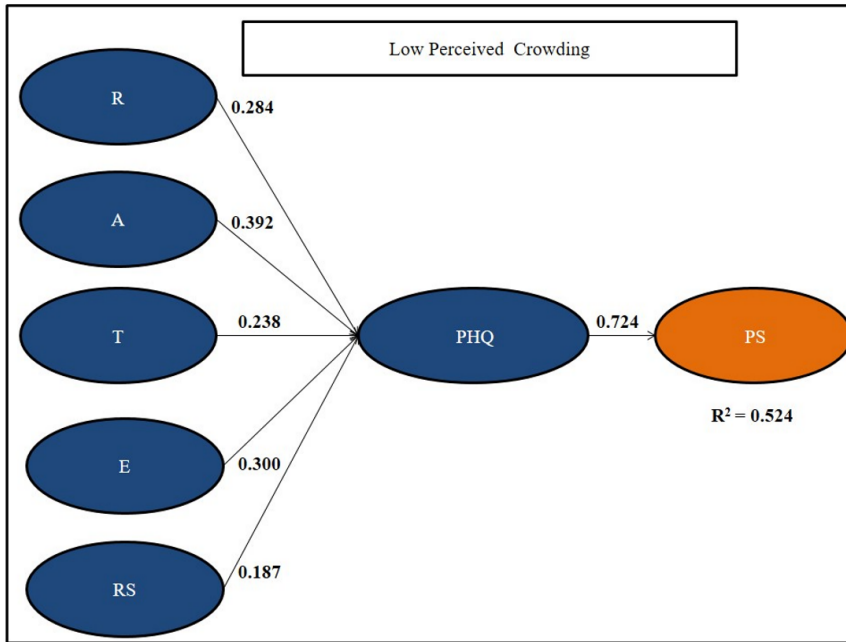 Low Perceived Crowding
R
0.284
A
0.392
T
0.238
PHQ
0.724
PS
R² = 0.524
E
0.300
RS
0.187